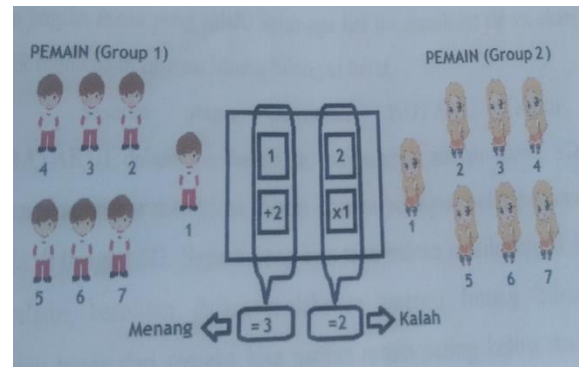 PEMAIN (Group 1)
PEMAIN (Group 2)
4 3 2
1
5 6 7
1 2
+2 x1
2 3 4
1
5 6 7
Menang =3 =2 Kalah